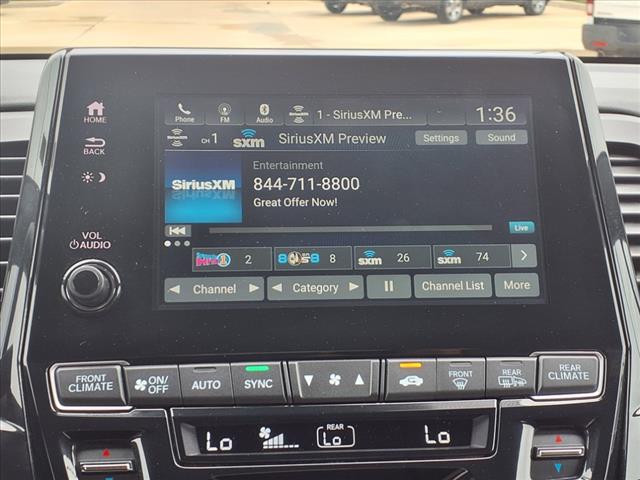 HOME
BACK
VOL
AUDIO
Phone FM Audio 1 - SiriusXM Pre... 1:36
CH 1 sxm SiriusXM Preview Settings Sound
SiriusXM
Entertainment
844-711-8800
Great Offer Now!
Live
2 80s 8 sxm 26 sxm 74
Channel Category Channel List More
FRONT CLIMATE ON/OFF AUTO SYNC FRONT REAR REAR CLIMATE
Lo REAR Lo Lo